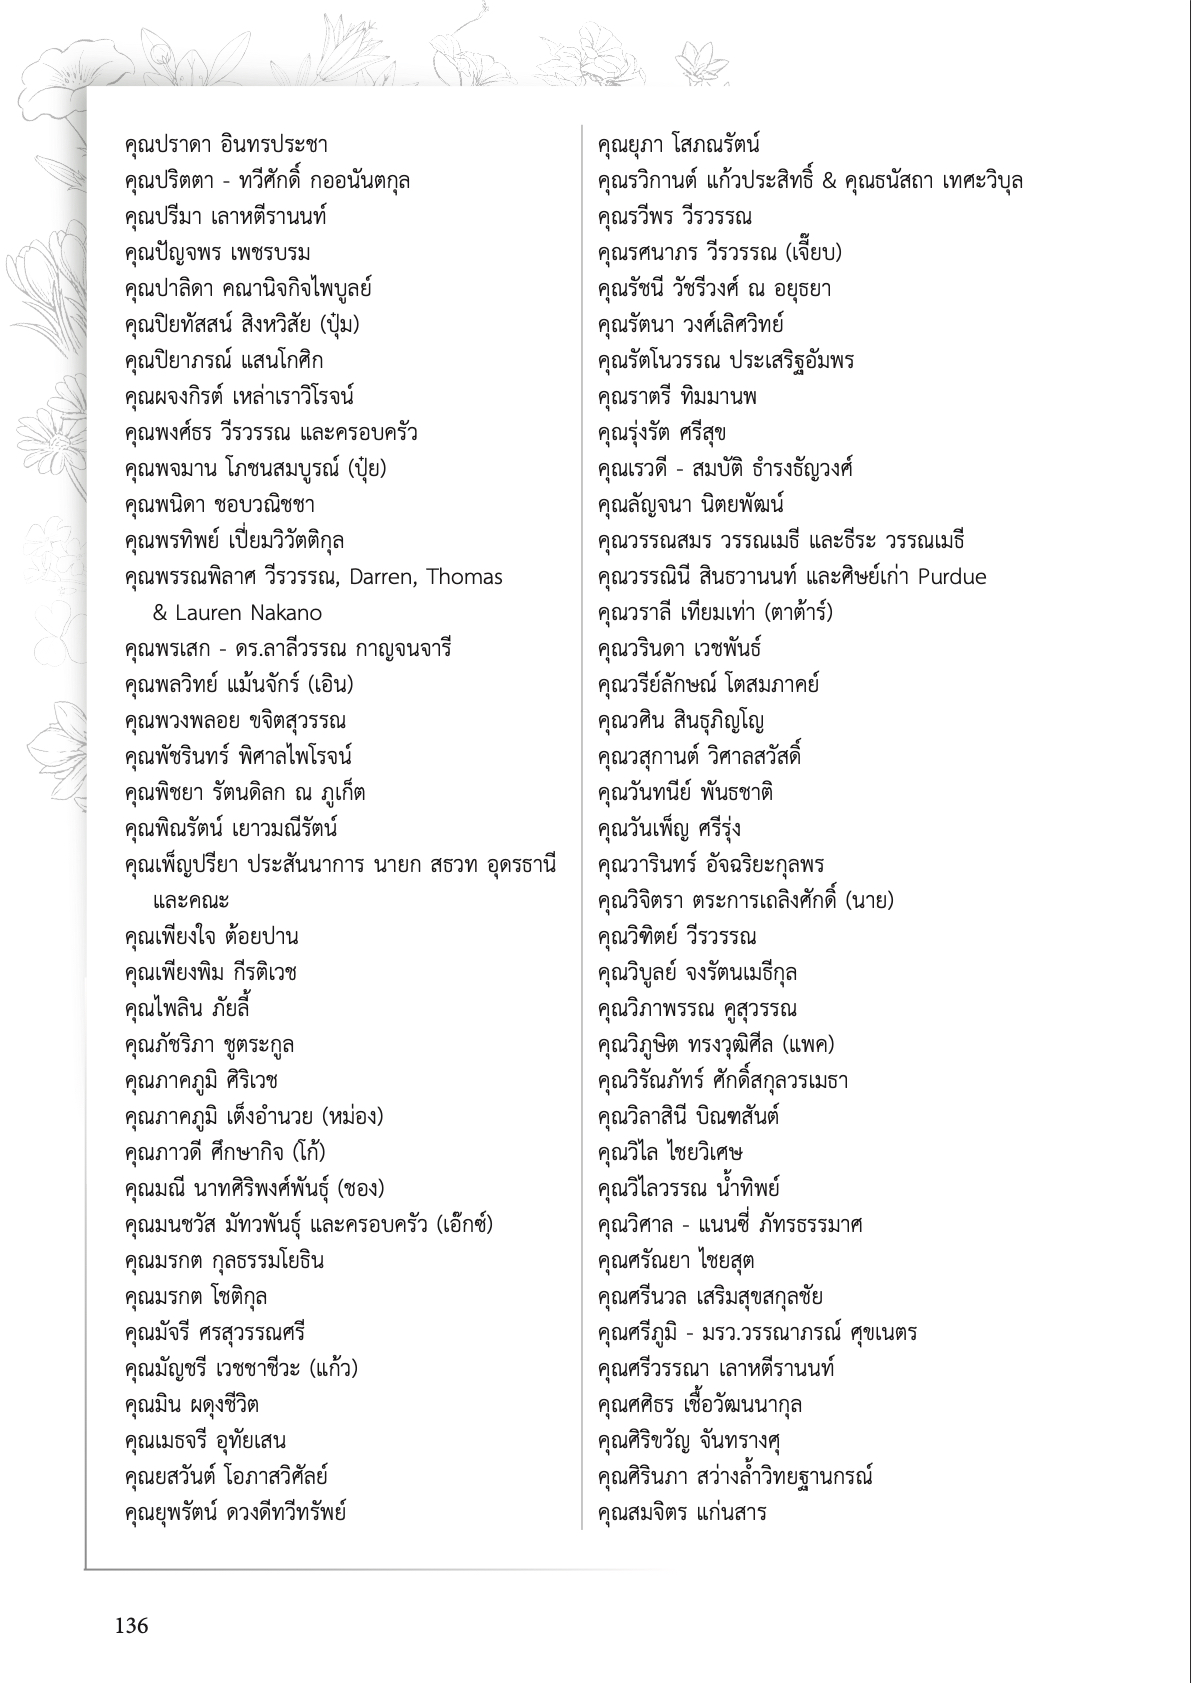 คุณปราดา อินทรประชา
คุณปริตตา - ทวีศักดิ์ กออนันตกุล
คุณปรีมา เลาหตีรานนท์
คุณปัญจพร เพชรบรม
คุณปาลิดา คณานิจกิจไพบูลย์
คุณปิยทัสสน์ สิงหวิสัย (ปุ๋ม)
คุณปิยาภรณ์ แสนโกศิก
คุณผจงกิรต์ เหล่าเราวิโรจน์
คุณพงศ์ธร วีรวรรณ และครอบครัว
คุณพจมาน โภชนสมบูรณ์ (ปุ๋ย)
คุณพนิดา ชอบวณิชชา
คุณพรทิพย์ เปี่ยมวิวัตติกุล
คุณพรรณพิลาศ วีรวรรณ, Darren, Thomas
& Lauren Nakano
คุณพรเสก - ดร.ลาลีวรรณ กาญจนจารี
คุณพลวิทย์ แม้นจักร์ (เอิน)
คุณพวงพลอย ขจิตสุวรรณ
คุณพัชรินทร์ พิศาลไพโรจน์
คุณพิชยา รัตนดิลก ณ ภูเก็ต
คุณพิณรัตน์ เยาวมณีรัตน์
คุณเพ็ญปรียา ประสันนาการ นายก สธวท อุดรธานี
และคณะ
คุณเพียงใจ ต้อยปาน
คุณเพียงพิม กีรติเวช
คุณไพลิน ภัยลี้
คุณภัชริภา ชูตระกูล
คุณภาคภูมิ ศิริเวช
คุณภาคภูมิ เต็งอำนวย (หม่อง)
คุณภาวดี ศึกษากิจ (โก้)
คุณมณี นาทศิริพงศ์พันธุ์ (ชอง)
คุณมนชวัส มัทวพันธุ์ และครอบครัว (เอ๊กซ์)
คุณมรกต กุลธรรมโยธิน
คุณมรกต โชติกุล
คุณมัจรี ศรสุวรรณศรี
คุณมัญชรี เวชชาชีวะ (แก้ว)
คุณมิน ผดุงชีวิต
คุณเมธจรี อุทัยเสน
คุณยสวันต์ โอภาสวิศัลย์
คุณยุพรัตน์ ดวงดีทวีทรัพย์
คุณยุภา โสภณรัตน์
คุณรวิกานต์ แก้วประสิทธิ์ & คุณธนัสถา เทศะวิบุล
คุณรวีพร วีรวรรณ
คุณรศนาภร วีรวรรณ (เจี๊ยบ)
คุณรัชนี วัชรีวงศ์ ณ อยุธยา
คุณรัตนา วงศ์เลิศวิทย์
คุณรัตโนวรรณ ประเสริฐอัมพร
คุณราตรี ทิมมานพ
คุณรุ่งรัต ศรีสุข
คุณเรวดี - สมบัติ ธำรงธัญวงศ์
คุณลัญจนา นิตยพัฒน์
คุณวรรณสมร วรรณเมธี และธีระ วรรณเมธี
คุณวรรณินี สินธวานนท์ และศิษย์เก่า Purdue
คุณวราลี เทียมเท่า (ตาต้าร์)
คุณวรินดา เวชพันธ์
คุณวรีย์ลักษณ์ โตสมภาคย์
คุณวศิน สินธุภิญโญ
คุณวสุกานต์ วิศาลสวัสดิ์
คุณวันทนีย์ พันธชาติ
คุณวันเพ็ญ ศรีรุ่ง
คุณวารินทร์ อัจฉริยะกุลพร
คุณวิจิตรา ตระการเถลิงศักดิ์ (นาย)
คุณวิฑิตย์ วีรวรรณ
คุณวิบูลย์ จงรัตนเมธีกุล
คุณวิภาพรรณ คูสุวรรณ
คุณวิภูษิต ทรงวุฒิศีล (แพค)
คุณวิรัณภัทร์ ศักดิ์สกุลวรเมธา
คุณวิลาสินี บิณฑสันต์
คุณวิไล ไชยวิเศษ
คุณวิไลวรรณ น้ำทิพย์
คุณวิศาล - แนนซี่ ภัทรธรรมาศ
คุณศรัณยา ไชยสุต
คุณศรีนวล เสริมสุขสกุลชัย
คุณศรีภูมิ - มรว.วรรณาภรณ์ ศุขเนตร
คุณศรีวรรณา เลาหตีรานนท์
คุณศศิธร เชื้อวัฒนนากุล
คุณศิริขวัญ จันทรางศุ
คุณศิรินภา สว่างล้ำวิทยฐานกรณ์
คุณสมจิตร แก่นสาร
136